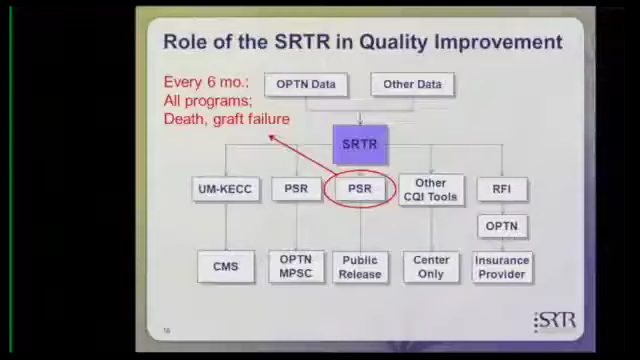 Role of the SRTR in Quality Improvement
Every 6 mo.;
All programs;
Death, graft failure
OPTN Data
Other Data
SRTR
UM-KECC
PSR
PSR
Other
CQI Tools
RFI
OPTN
CMS
OPTN
MPSC
Public
Release
Center
Only
Insurance
Provider
16
SRTR